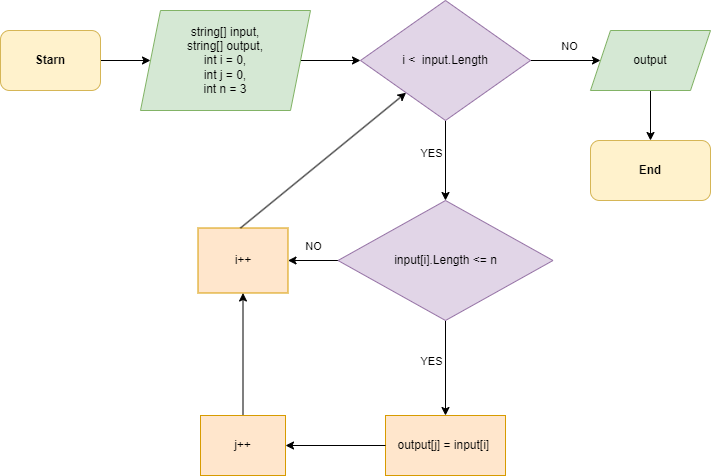 Starn
string[] input,
string[] output,
int i = 0,
int j = 0,
int n = 3
i <  input.Length
NO
output
YES
End
input[i].Length <= n
NO
i++
YES
output[j] = input[i]
j++